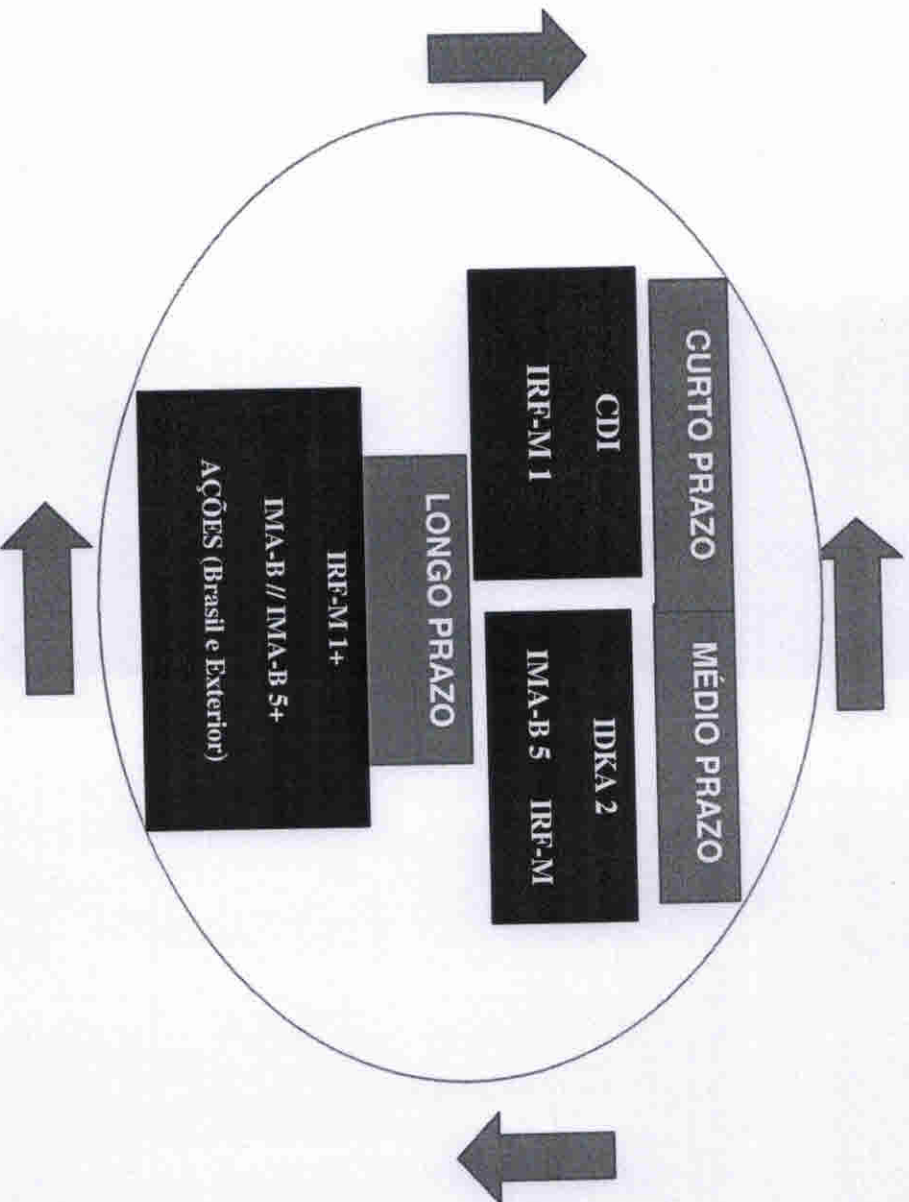 CURTO PRAZO
MÉDIO PRAZO
CDI
IRF-M 1
IDKA 2
IMA-B 5 IRF-M
LONGO PRAZO
IRF-M 1+
IMA-B // IMA-B 5+
AÇÕES (Brasil e Exterior)